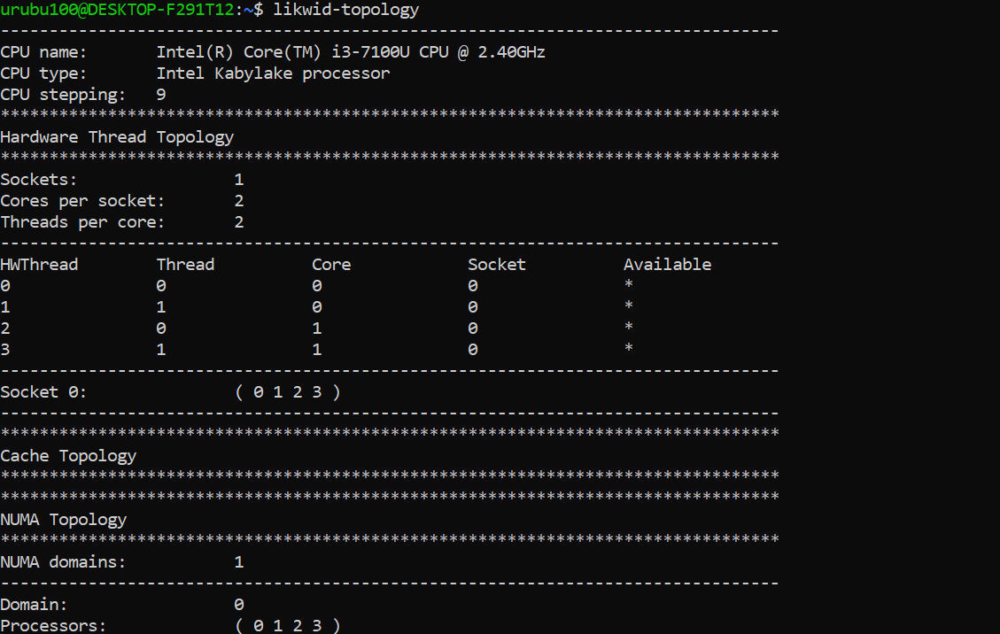 urubu100@DESKTOP-F291T12:~$ likwid-topology
--------------------------------------------------------------------------------
CPU name:       Intel(R) Core(TM) i3-7100U CPU @ 2.40GHz
CPU type:       Intel Kabylake processor
CPU stepping:   9
********************************************************************************
Hardware Thread Topology
********************************************************************************
Sockets:                1
Cores per socket:       2
Threads per core:       2
--------------------------------------------------------------------------------
HWThread        Thread          Core            Socket          Available
0               0               0               0               *
1               1               0               0               *
2               0               1               0               *
3               1               1               0               *
--------------------------------------------------------------------------------
Socket 0:               ( 0 1 2 3 )
--------------------------------------------------------------------------------
********************************************************************************
Cache Topology
********************************************************************************
********************************************************************************
NUMA Topology
********************************************************************************
NUMA domains:           1
--------------------------------------------------------------------------------
Domain:                 0
Processors:             ( 0 1 2 3 )